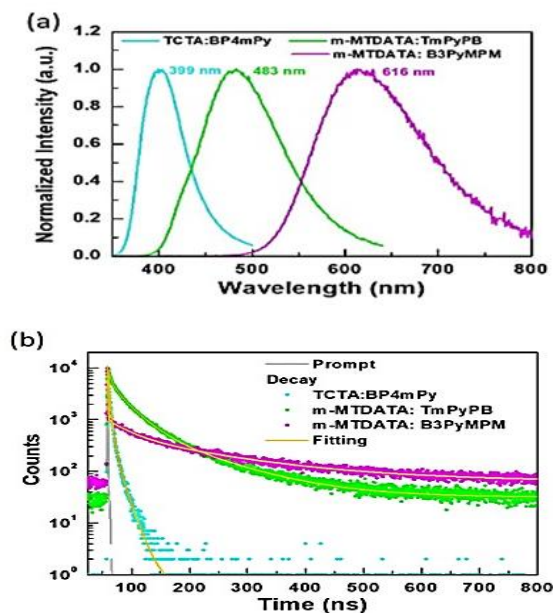 (a)
TCTA:BP4mPy
m-MTDATA:TmPyPB
m-MTDATA: B3PyMPM
399 nm
483 nm
616 nm
Normalized Intensity (a.u.)
1.2
1.0
0.8
0.6
0.4
0.2
0.0
400 500 600 700 800
Wavelength (nm)
(b)
Prompt
Decay
TCTA:BP4mPy
m-MTDATA: TmPyPB
m-MTDATA: B3PyMPM
Fitting
Counts
10⁴
10³
10²
10¹
10⁰
100 200 300 400 500 600 700 800
Time (ns)